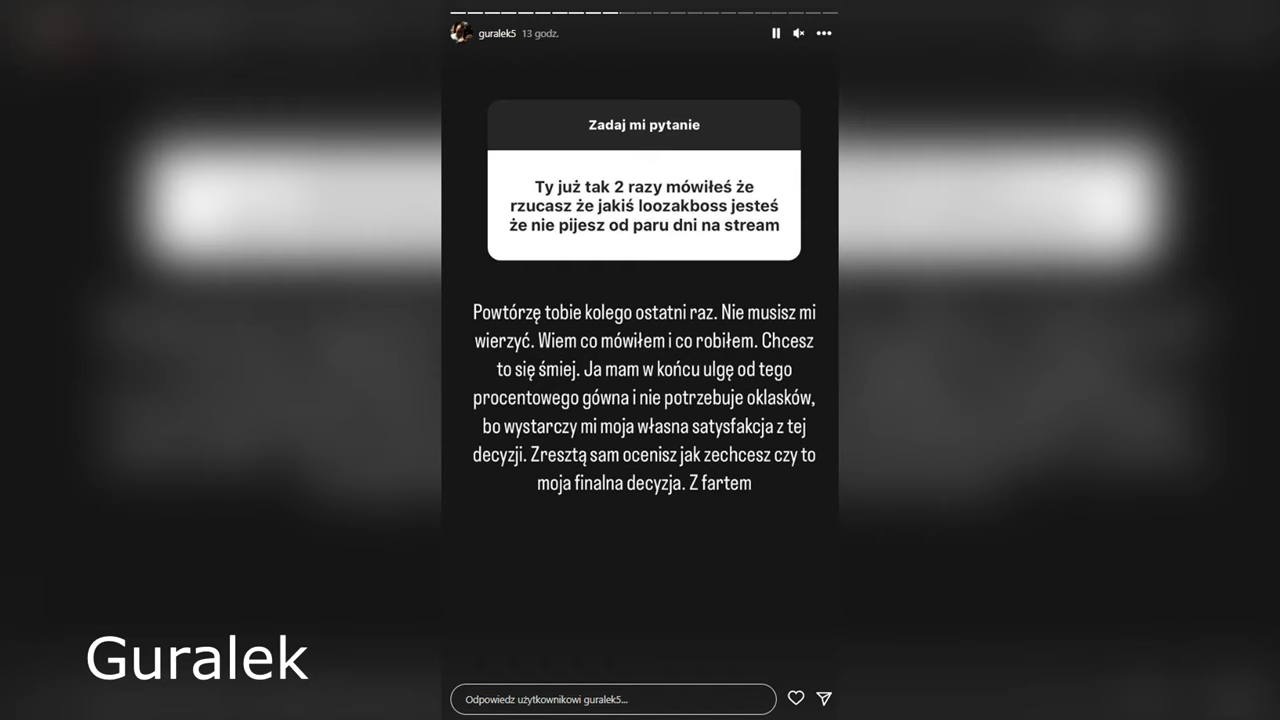 guralek5 13 godz.
Zadaj mi pytanie
Ty już tak 2 razy mówiłeś że
rzucasz że jakiś loozakboss jesteś
że nie pijesz od paru dni na stream
Powtórzę tobie kolego ostatni raz. Nie musisz mi
wierzyć. Wiem co mówiłem i co robiłem. Chcesz
to się śmiej. Ja mam w końcu ulgę od tego
procentowego gówna i nie potrzebuje oklasków,
bo wystarczy mi moja własna satysfakcja z tej
decyzji. Zresztą sam ocenisz jak zechcesz czy to
moja finalna decyzja. Z fartem
Guralek
Odpowiedz użytkownikowi guralek5...